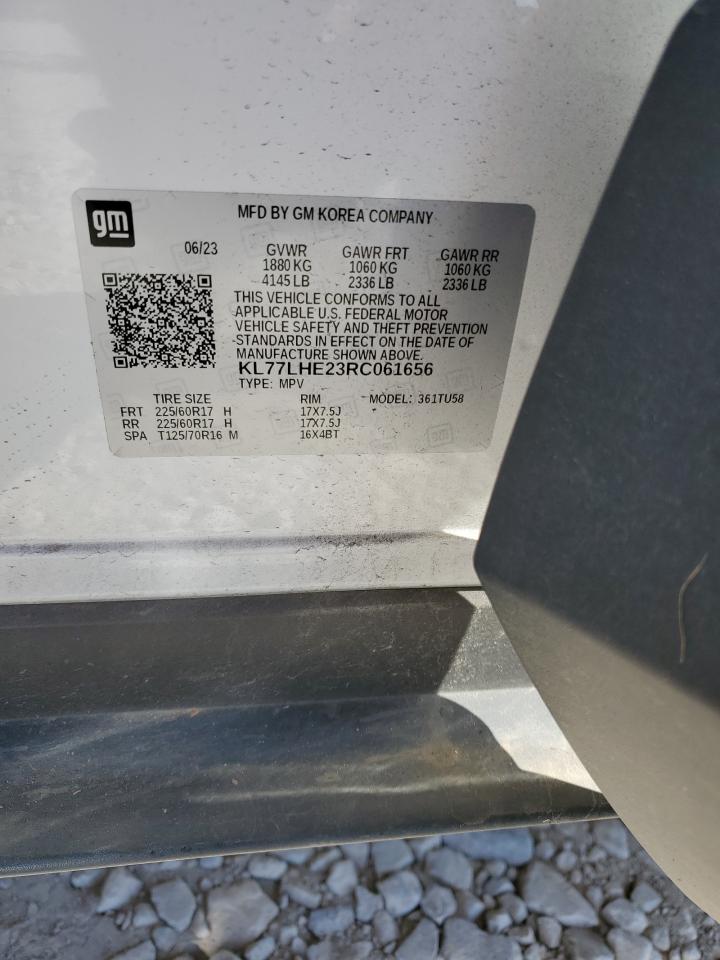 gm
MFD BY GM KOREA COMPANY
06/23 GVWR GAWR FRT GAWR RR
1880 KG 1060 KG 1060 KG
4145 LB 2336 LB 2336 LB
THIS VEHICLE CONFORMS TO ALL
APPLICABLE U.S. FEDERAL MOTOR
VEHICLE SAFETY AND THEFT PREVENTION
STANDARDS IN EFFECT ON THE DATE OF
MANUFACTURE SHOWN ABOVE.
KL77LHE23RC061656
TYPE: MPV
TIRE SIZE RIM MODEL: 361TU58
FRT 225/60R17 H 17X7.5J
RR 225/60R17 H 17X7.5J
SPA T125/70R16 M 16X4BT